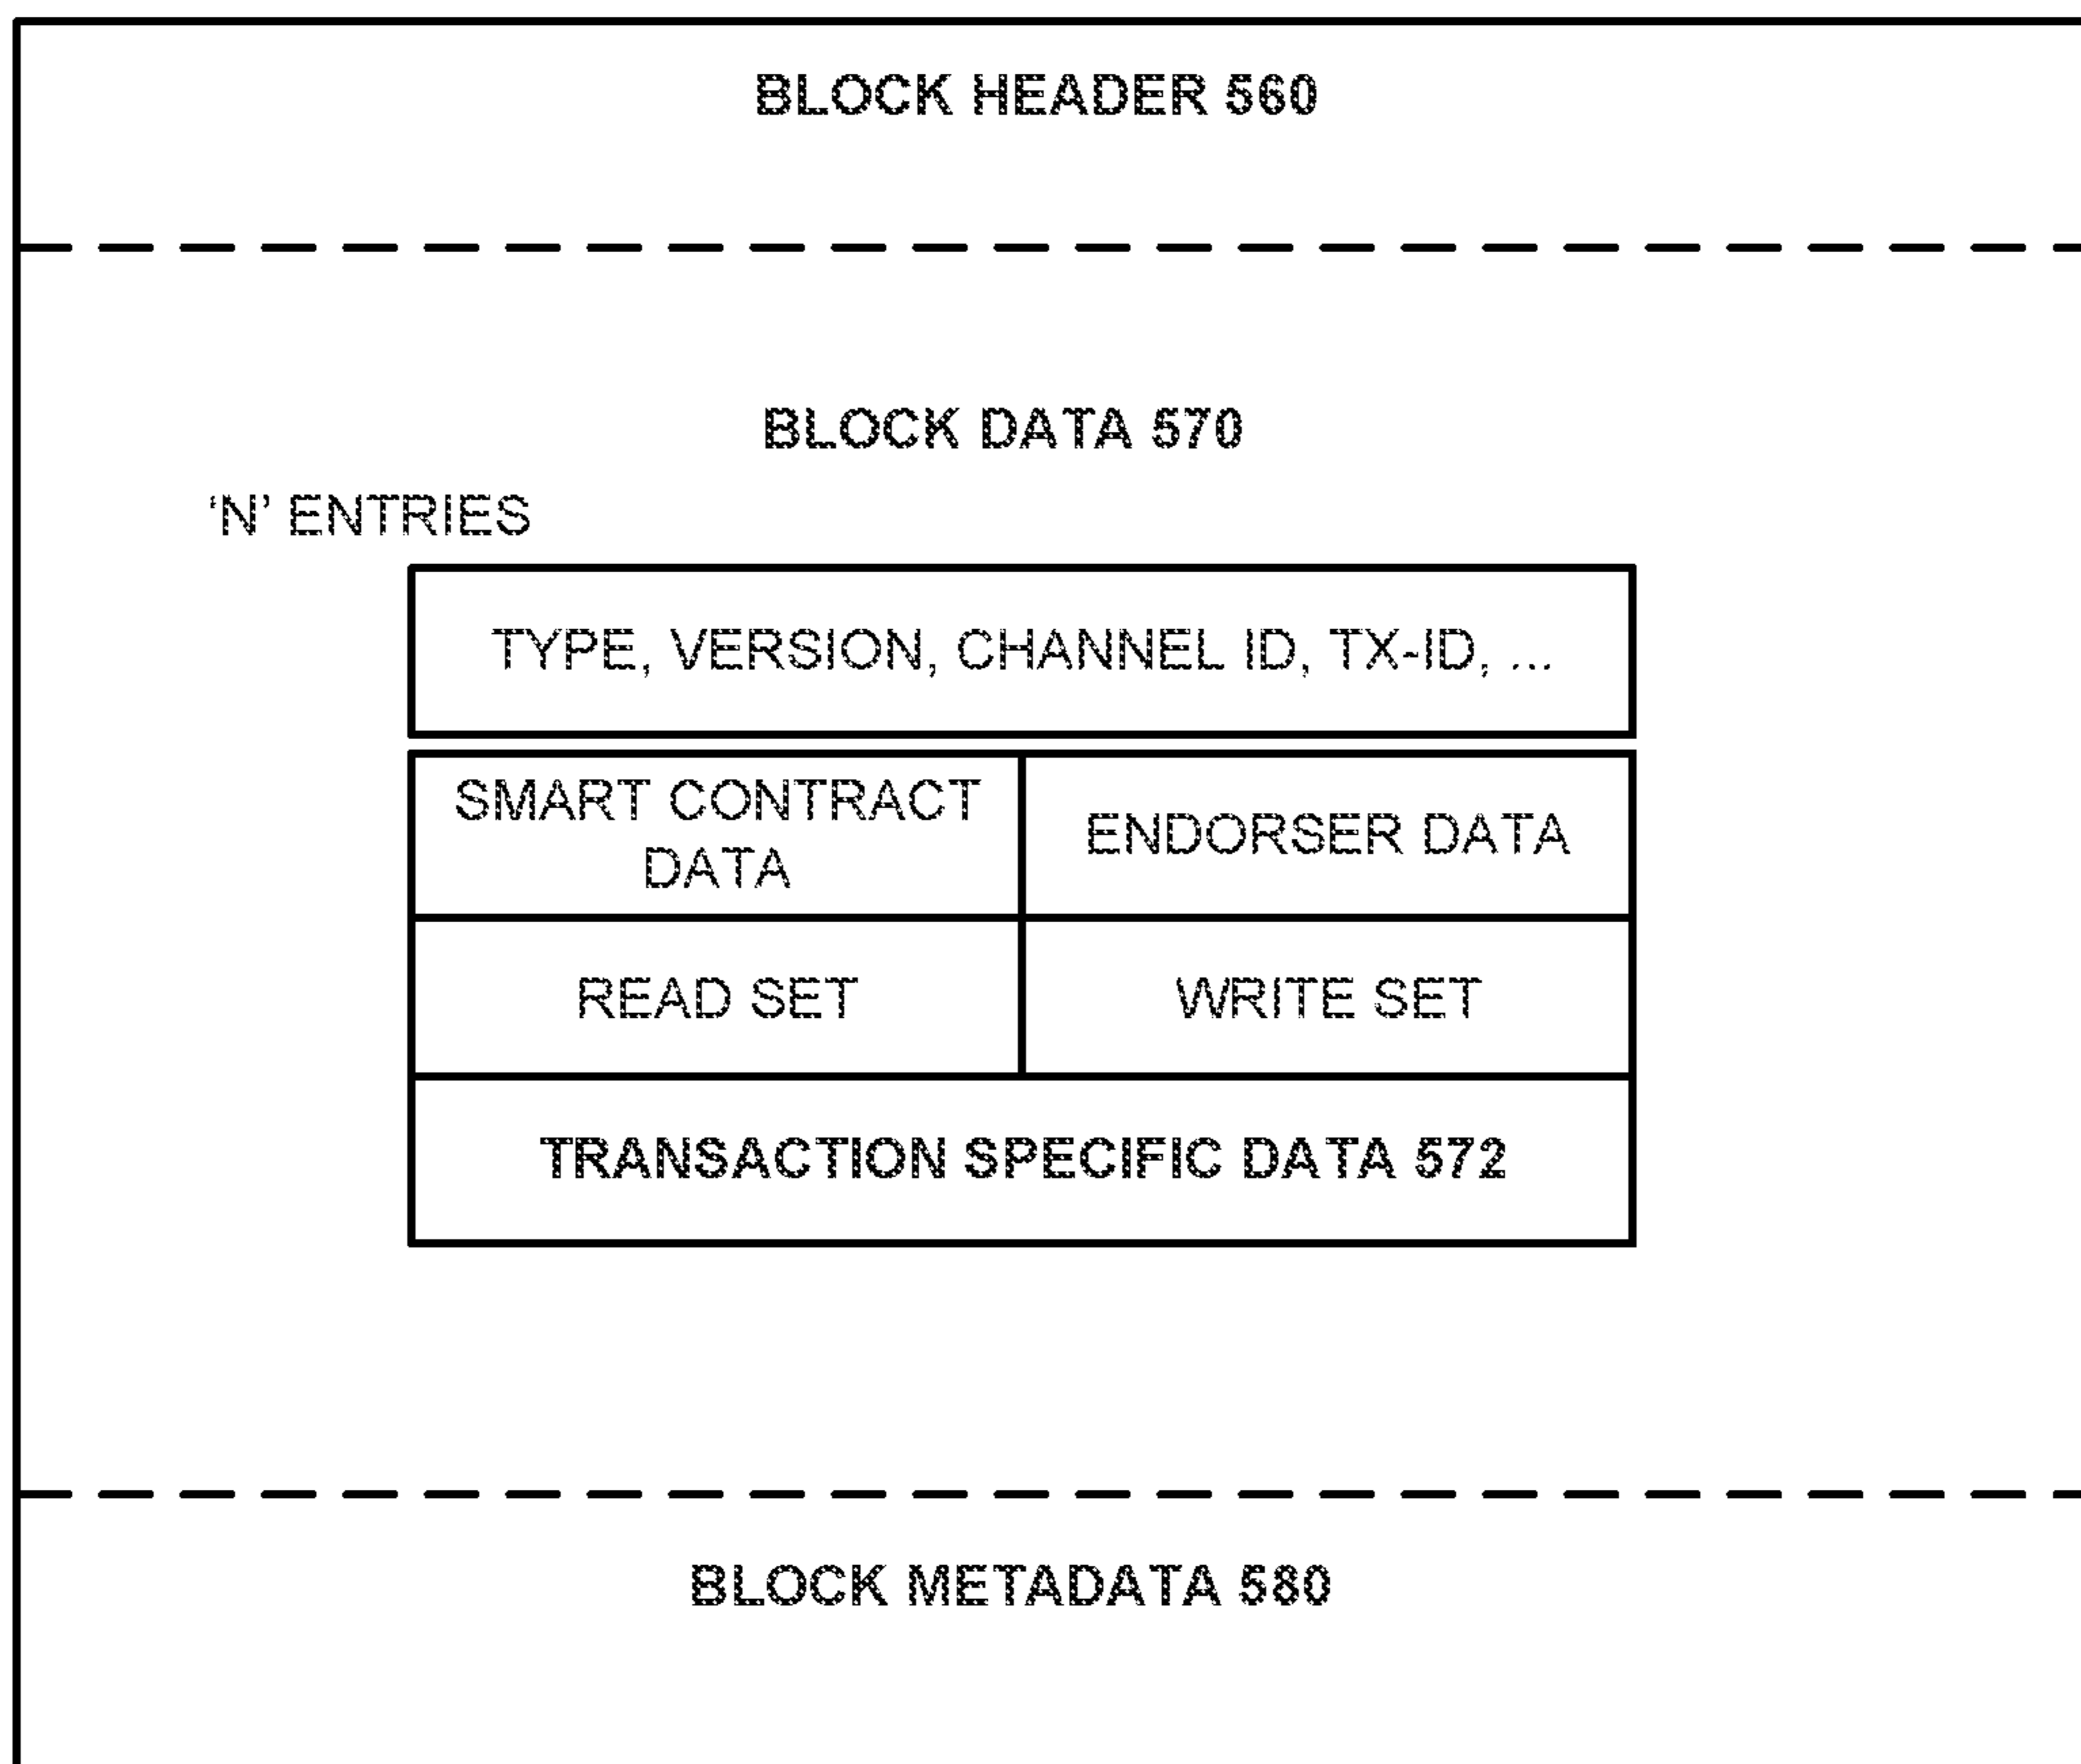 BLOCK HEADER 560
BLOCK DATA 570
‘N’ ENTRIES
TYPE, VERSION, CHANNEL ID, TX-ID, ...
SMART CONTRACT
DATA
ENDORSER DATA
READ SET
WRITE SET
TRANSACTION SPECIFIC DATA 572
BLOCK METADATA 580